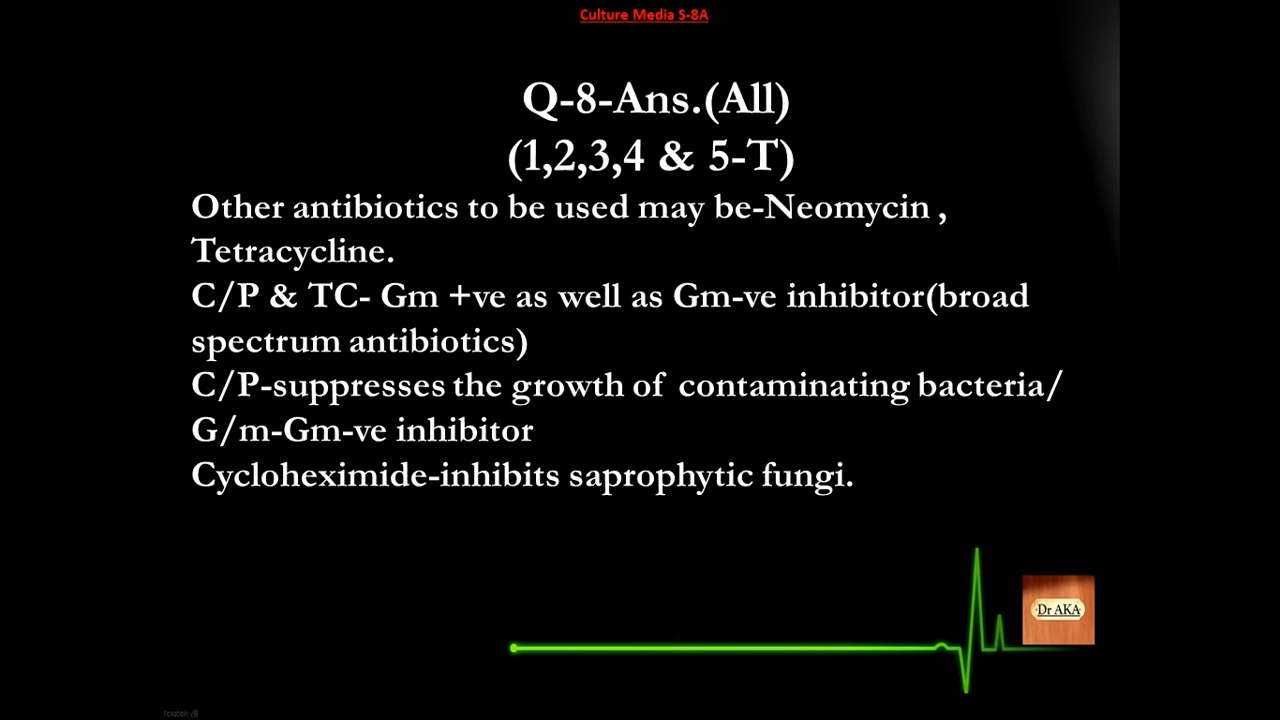 Culture Media S-8A
Q-8-Ans.(All)
(1,2,3,4 & 5-T)
Other antibiotics to be used may be-Neomycin ,
Tetracycline.
C/P & TC- Gm +ve as well as Gm-ve inhibitor(broad
spectrum antibiotics)
C/P-suppresses the growth of contaminating bacteria/
G/m-Gm-ve inhibitor
Cycloheximide-inhibits saprophytic fungi.
Dr AKA